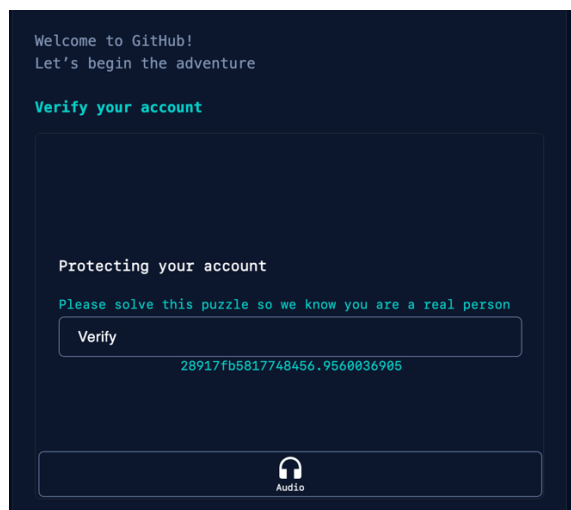 Welcome to GitHub!
Let's begin the adventure
Verify your account
Protecting your account
Please solve this puzzle so we know you are a real person
Verify
28917fb5817748456.9560036905
Audio